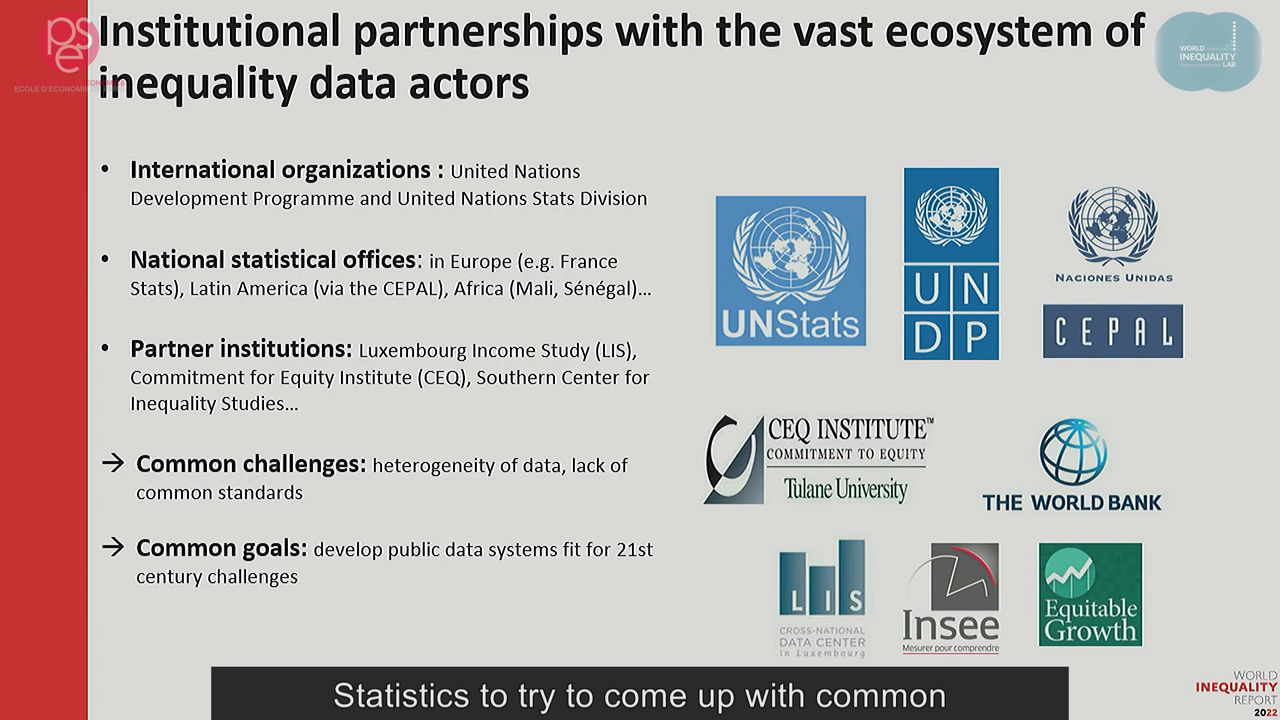 Institutional partnerships with the vast ecosystem of
inequality data actors
pse
ECOLE D'ECONOMIE
WORLD
INEQUALITY
LAB
• International organizations : United Nations
Development Programme and United Nations Stats Division
• National statistical offices: in Europe (e.g. France
Stats), Latin America (via the CEPAL), Africa (Mali, Sénégal)…
• Partner institutions: Luxembourg Income Study (LIS),
Commitment for Equity Institute (CEQ), Southern Center for
Inequality Studies…
→ Common challenges: heterogeneity of data, lack of
common standards
→ Common goals: develop public data systems fit for 21st
century challenges
UNStats
UN
DP
NACIONES UNIDAS
CEPAL
CEQ INSTITUTE™
COMMITMENT TO EQUITY
Tulane University
THE WORLD BANK
LIS
CROSS-NATIONAL
DATA CENTER
in Luxembourg
Insee
Mesurer pour comprendre
Equitable
Growth
Statistics to try to come up with common
WORLD
INEQUALITY
REPORT
2022